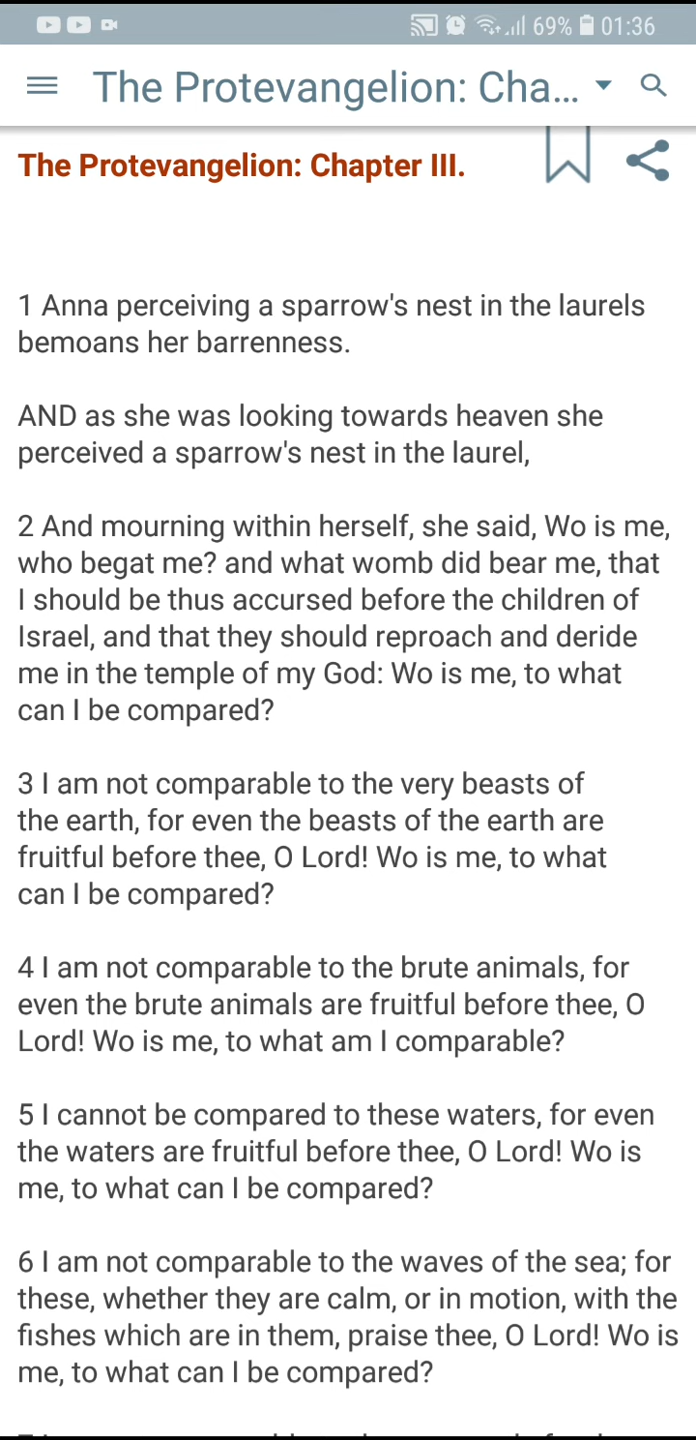 69% 01:36
The Protevangelion: Cha...
The Protevangelion: Chapter III.
1 Anna perceiving a sparrow's nest in the laurels
bemoans her barrenness.
AND as she was looking towards heaven she
perceived a sparrow's nest in the laurel,
2 And mourning within herself, she said, Wo is me,
who begat me? and what womb did bear me, that
I should be thus accursed before the children of
Israel, and that they should reproach and deride
me in the temple of my God: Wo is me, to what
can I be compared?
3 I am not comparable to the very beasts of
the earth, for even the beasts of the earth are
fruitful before thee, O Lord! Wo is me, to what
can I be compared?
4 I am not comparable to the brute animals, for
even the brute animals are fruitful before thee, O
Lord! Wo is me, to what am I comparable?
5 I cannot be compared to these waters, for even
the waters are fruitful before thee, O Lord! Wo is
me, to what can I be compared?
6 I am not comparable to the waves of the sea; for
these, whether they are calm, or in motion, with the
fishes which are in them, praise thee, O Lord! Wo is
me, to what can I be compared?